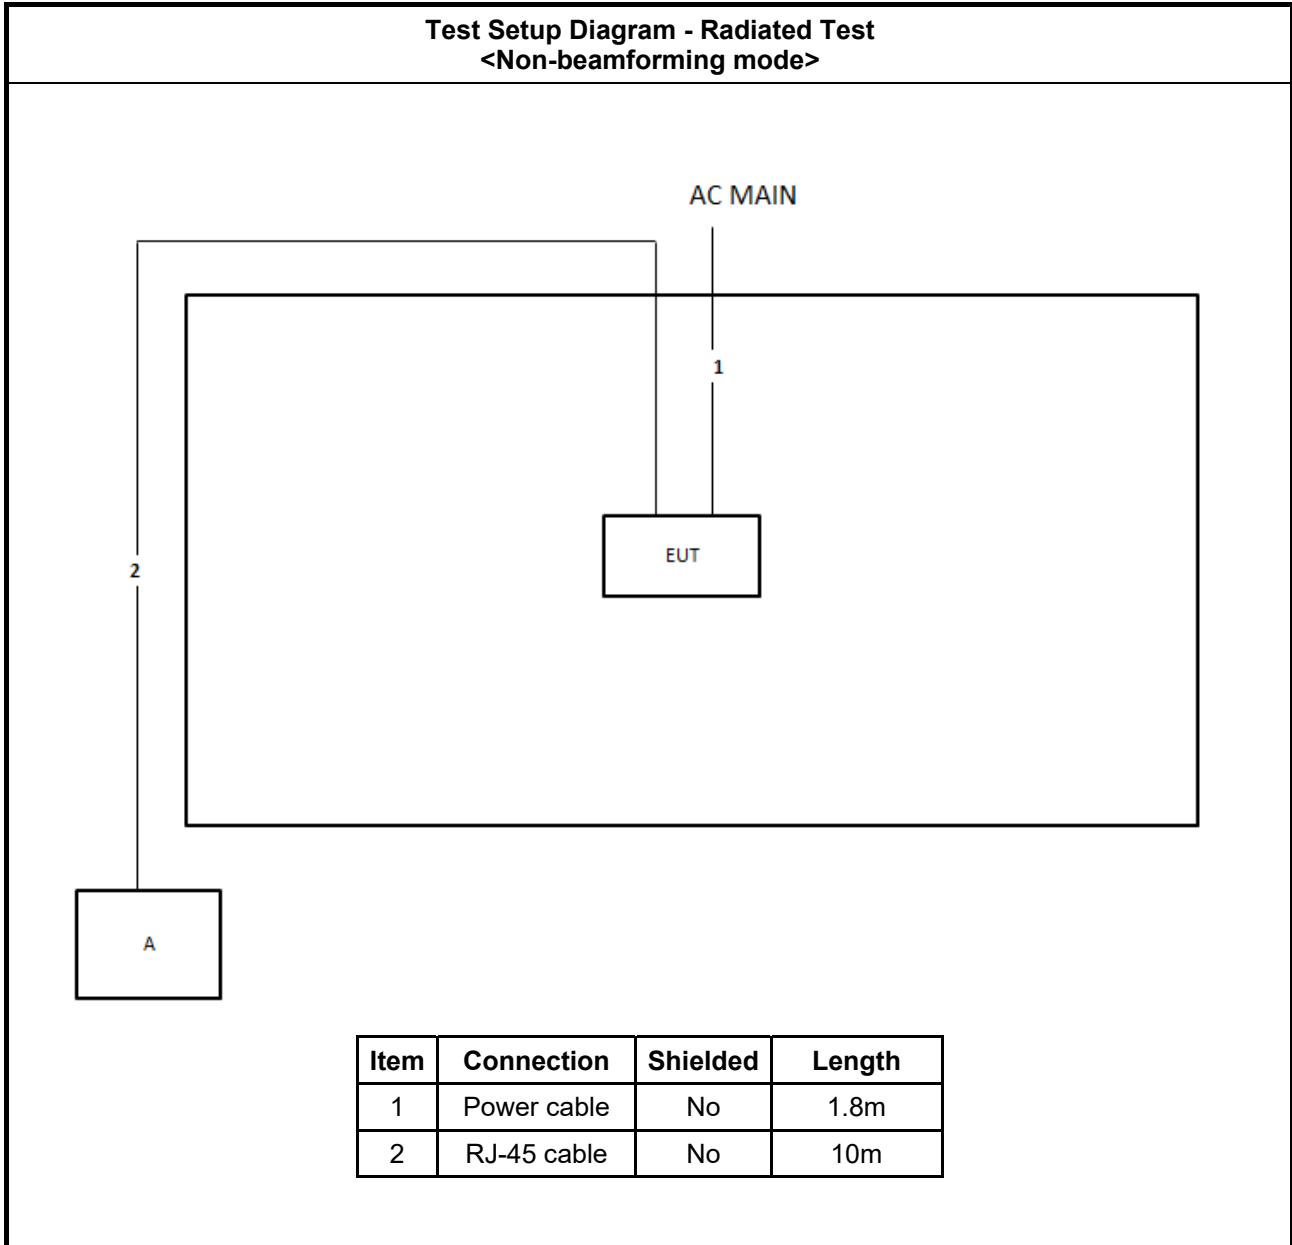 Test Setup Diagram - Radiated Test
<Non-beamforming mode>
AC MAIN
1
EUT
2
A
Item Connection Shielded Length
1 Power cable No 1.8m
2 RJ-45 cable No 10m